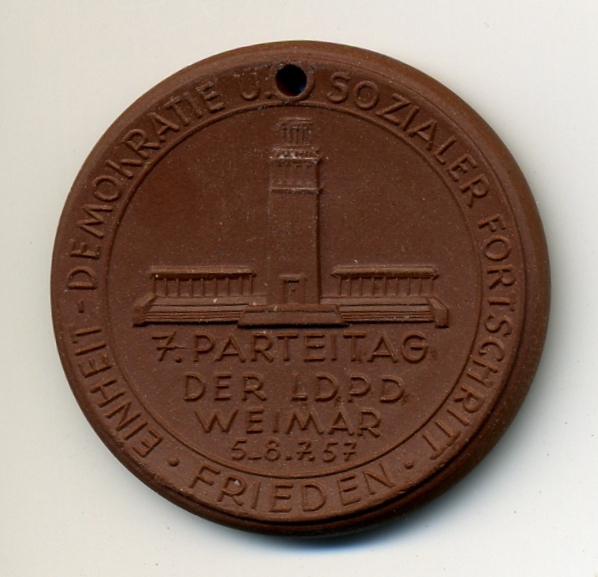 EINHEIT - DEMOKRATIE U. SOZIALER FORTSCHRITT · FRIEDEN ·
7. PARTEITAG
DER LDPD
WEIMAR
5.-8.7.57